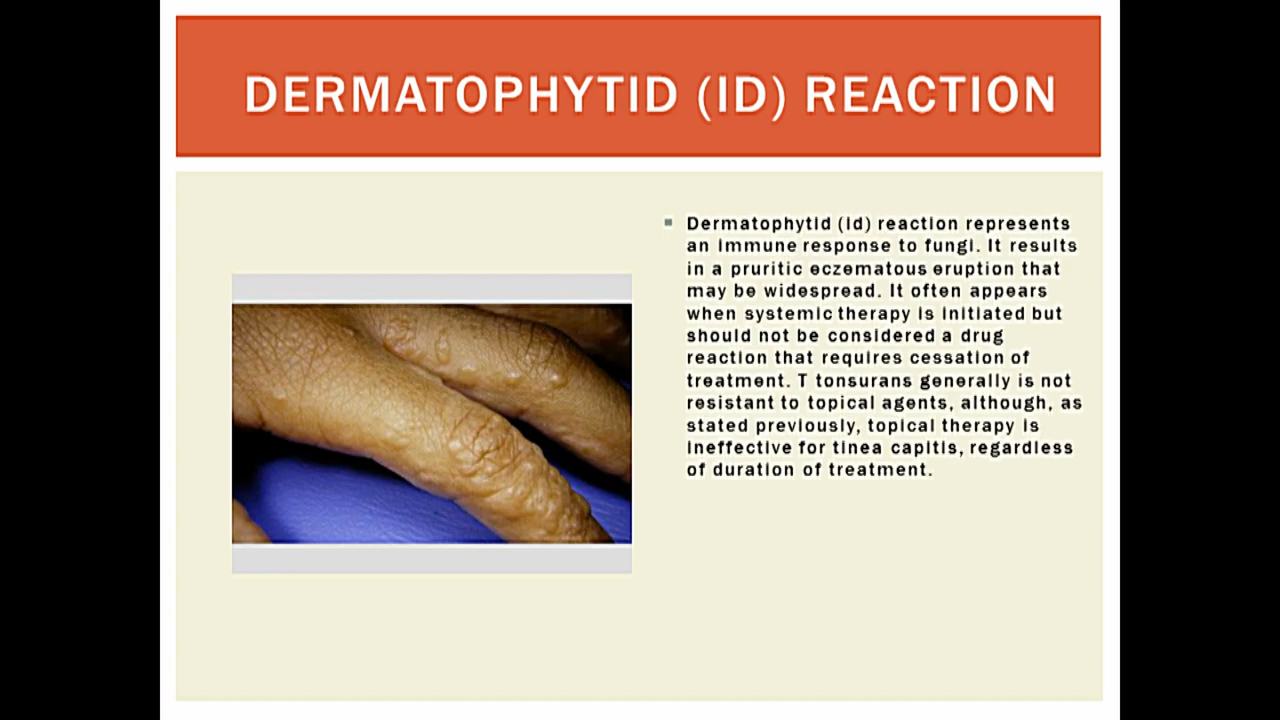 DERMATOPHYTID (ID) REACTION
Dermatophytid (id) reaction represents
an immune response to fungi. It results
in a pruritic eczematous eruption that
may be widespread. It often appears
when systemic therapy is initiated but
should not be considered a drug
reaction that requires cessation of
treatment. T tonsurans generally is not
resistant to topical agents, although, as
stated previously, topical therapy is
ineffective for tinea capitis, regardless
of duration of treatment.